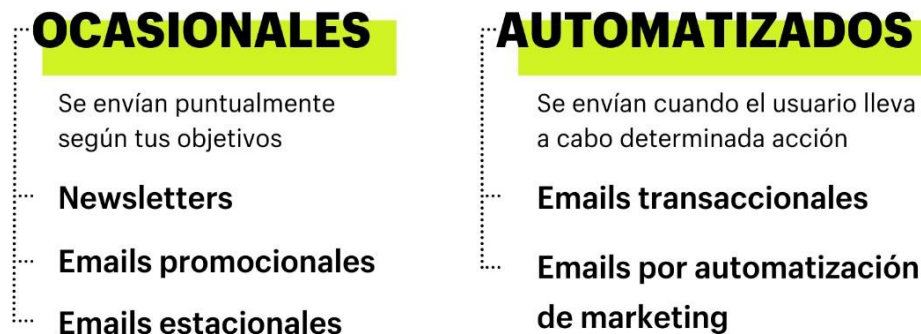 OCASIONALES
Se envían puntualmente
según tus objetivos
Newsletters
Emails promocionales
Emails estacionales
AUTOMATIZADOS
Se envían cuando el usuario lleva
a cabo determinada acción
Emails transaccionales
Emails por automatización
de marketing